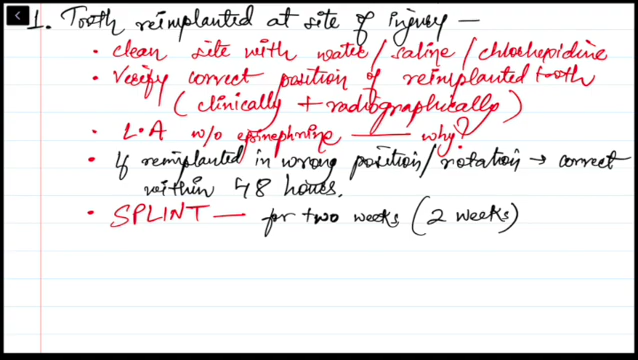 1. Tooth reimplanted at site of injury —
• clean site with water / saline / chlorhexidine
• Verify correct position of reimplanted tooth
(clinically + radiographically)
• L.A w/o epinephrine — why?
• If reimplanted in wrong position/rotation → correct
within 48 hours.
• SPLINT — for two weeks (2 weeks)